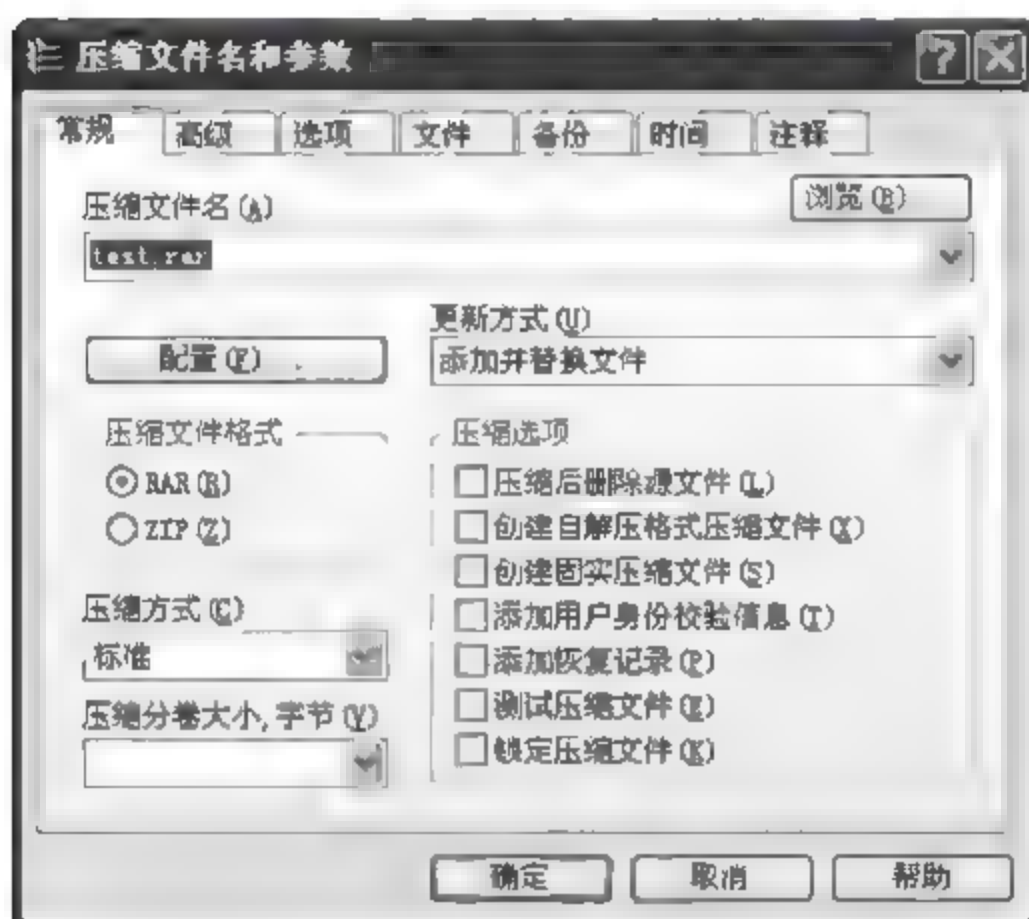 压缩文件名和参数
常规 高级 选项 文件 备份 时间 注释
压缩文件名(A)
浏览(B)
test.rar
更新方式(U)
配置(F)
添加并替换文件
压缩文件格式
压缩选项
RAR(R)
压缩后删除源文件(L)
ZIP(Z)
创建自解压格式压缩文件(X)
创建固实压缩文件(S)
压缩方式(C)
添加用户身份校验信息(T)
标准
添加恢复记录(P)
压缩分卷大小,字节(V)
测试压缩文件(E)
锁定压缩文件(K)
确定 取消 帮助